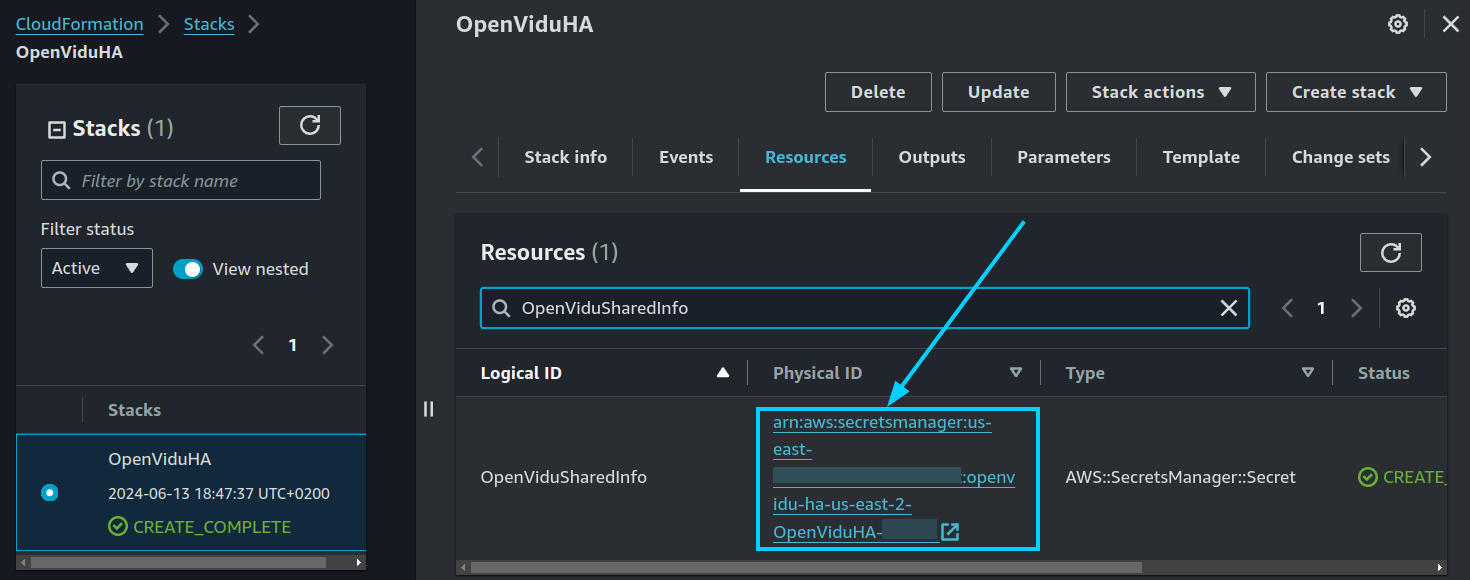 CloudFormation
Stacks
OpenViduHA
Stacks (1)
Filter by stack name
Filter status
Active
View nested
1
Stacks
OpenViduHA
2024-06-13 18:47:37 UTC+0200
CREATE_COMPLETE
OpenViduHA
Delete
Update
Stack actions
Create stack
Stack info
Events
Resources
Outputs
Parameters
Template
Change sets
Resources (1)
OpenViduSharedInfo
1
Logical ID
Physical ID
Type
Status
OpenViduSharedInfo
arn:aws:secretsmanager:us-
east-
:openv
idu-ha-us-east-2-
OpenViduHA-
AWS::SecretsManager::Secret
CREATE_